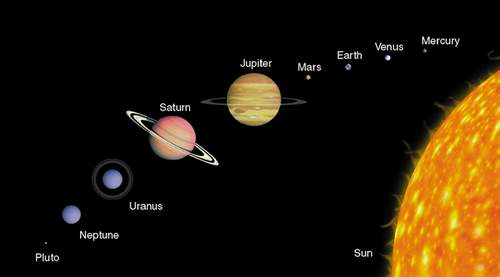 Mercury
Venus
Earth
Mars
Jupiter
Saturn
Uranus
Neptune
Pluto
Sun